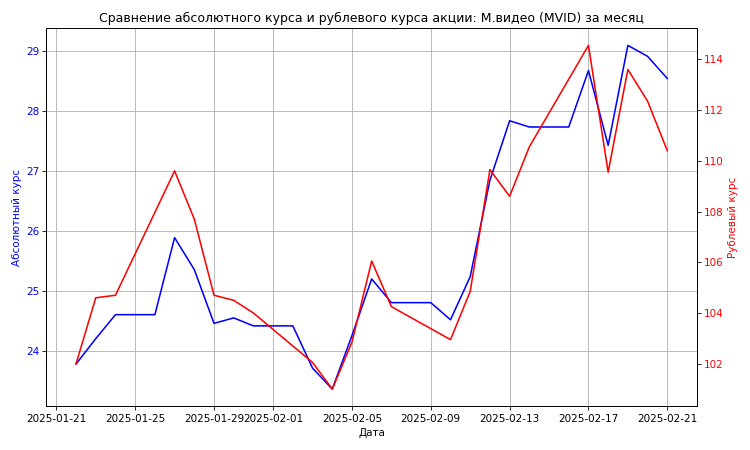 Сравнение абсолютного курса и рублевого курса акции: М.видео (MVID) за месяц
Абсолютный курс
29
28
27
26
25
24
114
112
110
108
106
104
102
Рублевый курс
2025-01-21 2025-01-25 2025-01-29 2025-02-01 2025-02-05 2025-02-09 2025-02-13 2025-02-17 2025-02-21
Дата